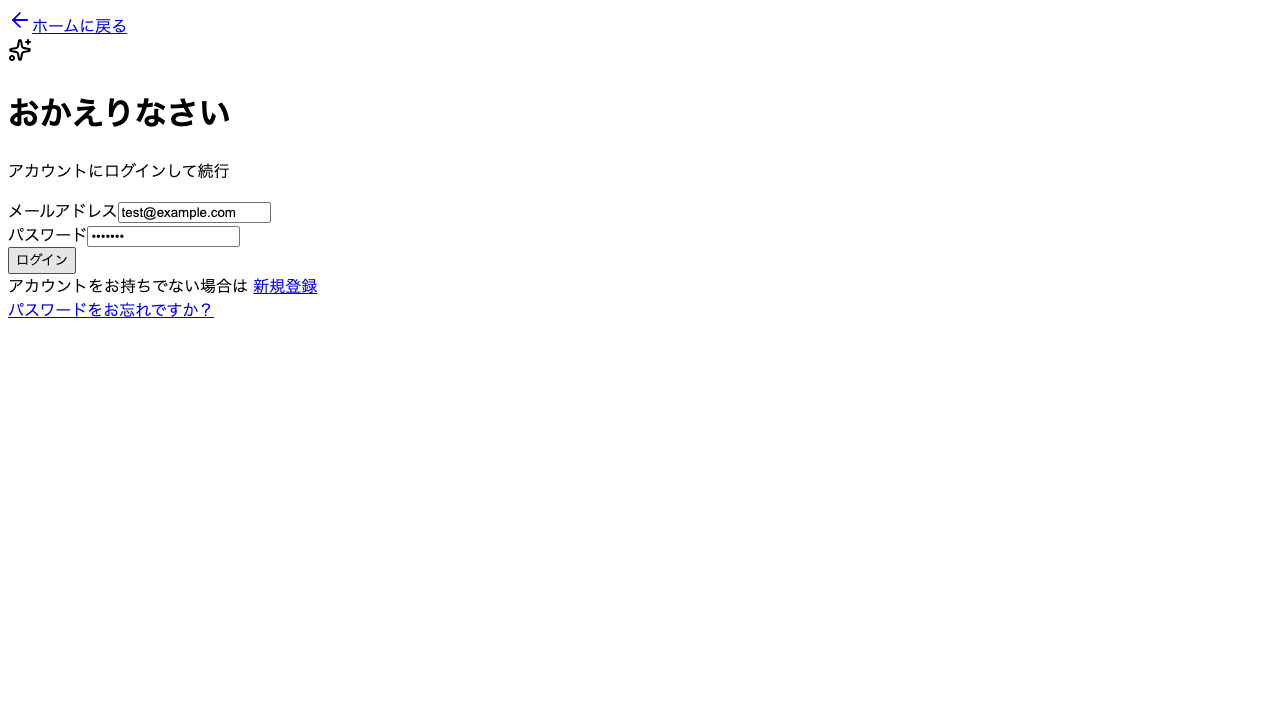 ホームに戻る
おかえりなさい
アカウントにログインして続行
メールアドレス test@example.com
パスワード •••••••
ログイン
アカウントをお持ちでない場合は 新規登録
パスワードをお忘れですか？